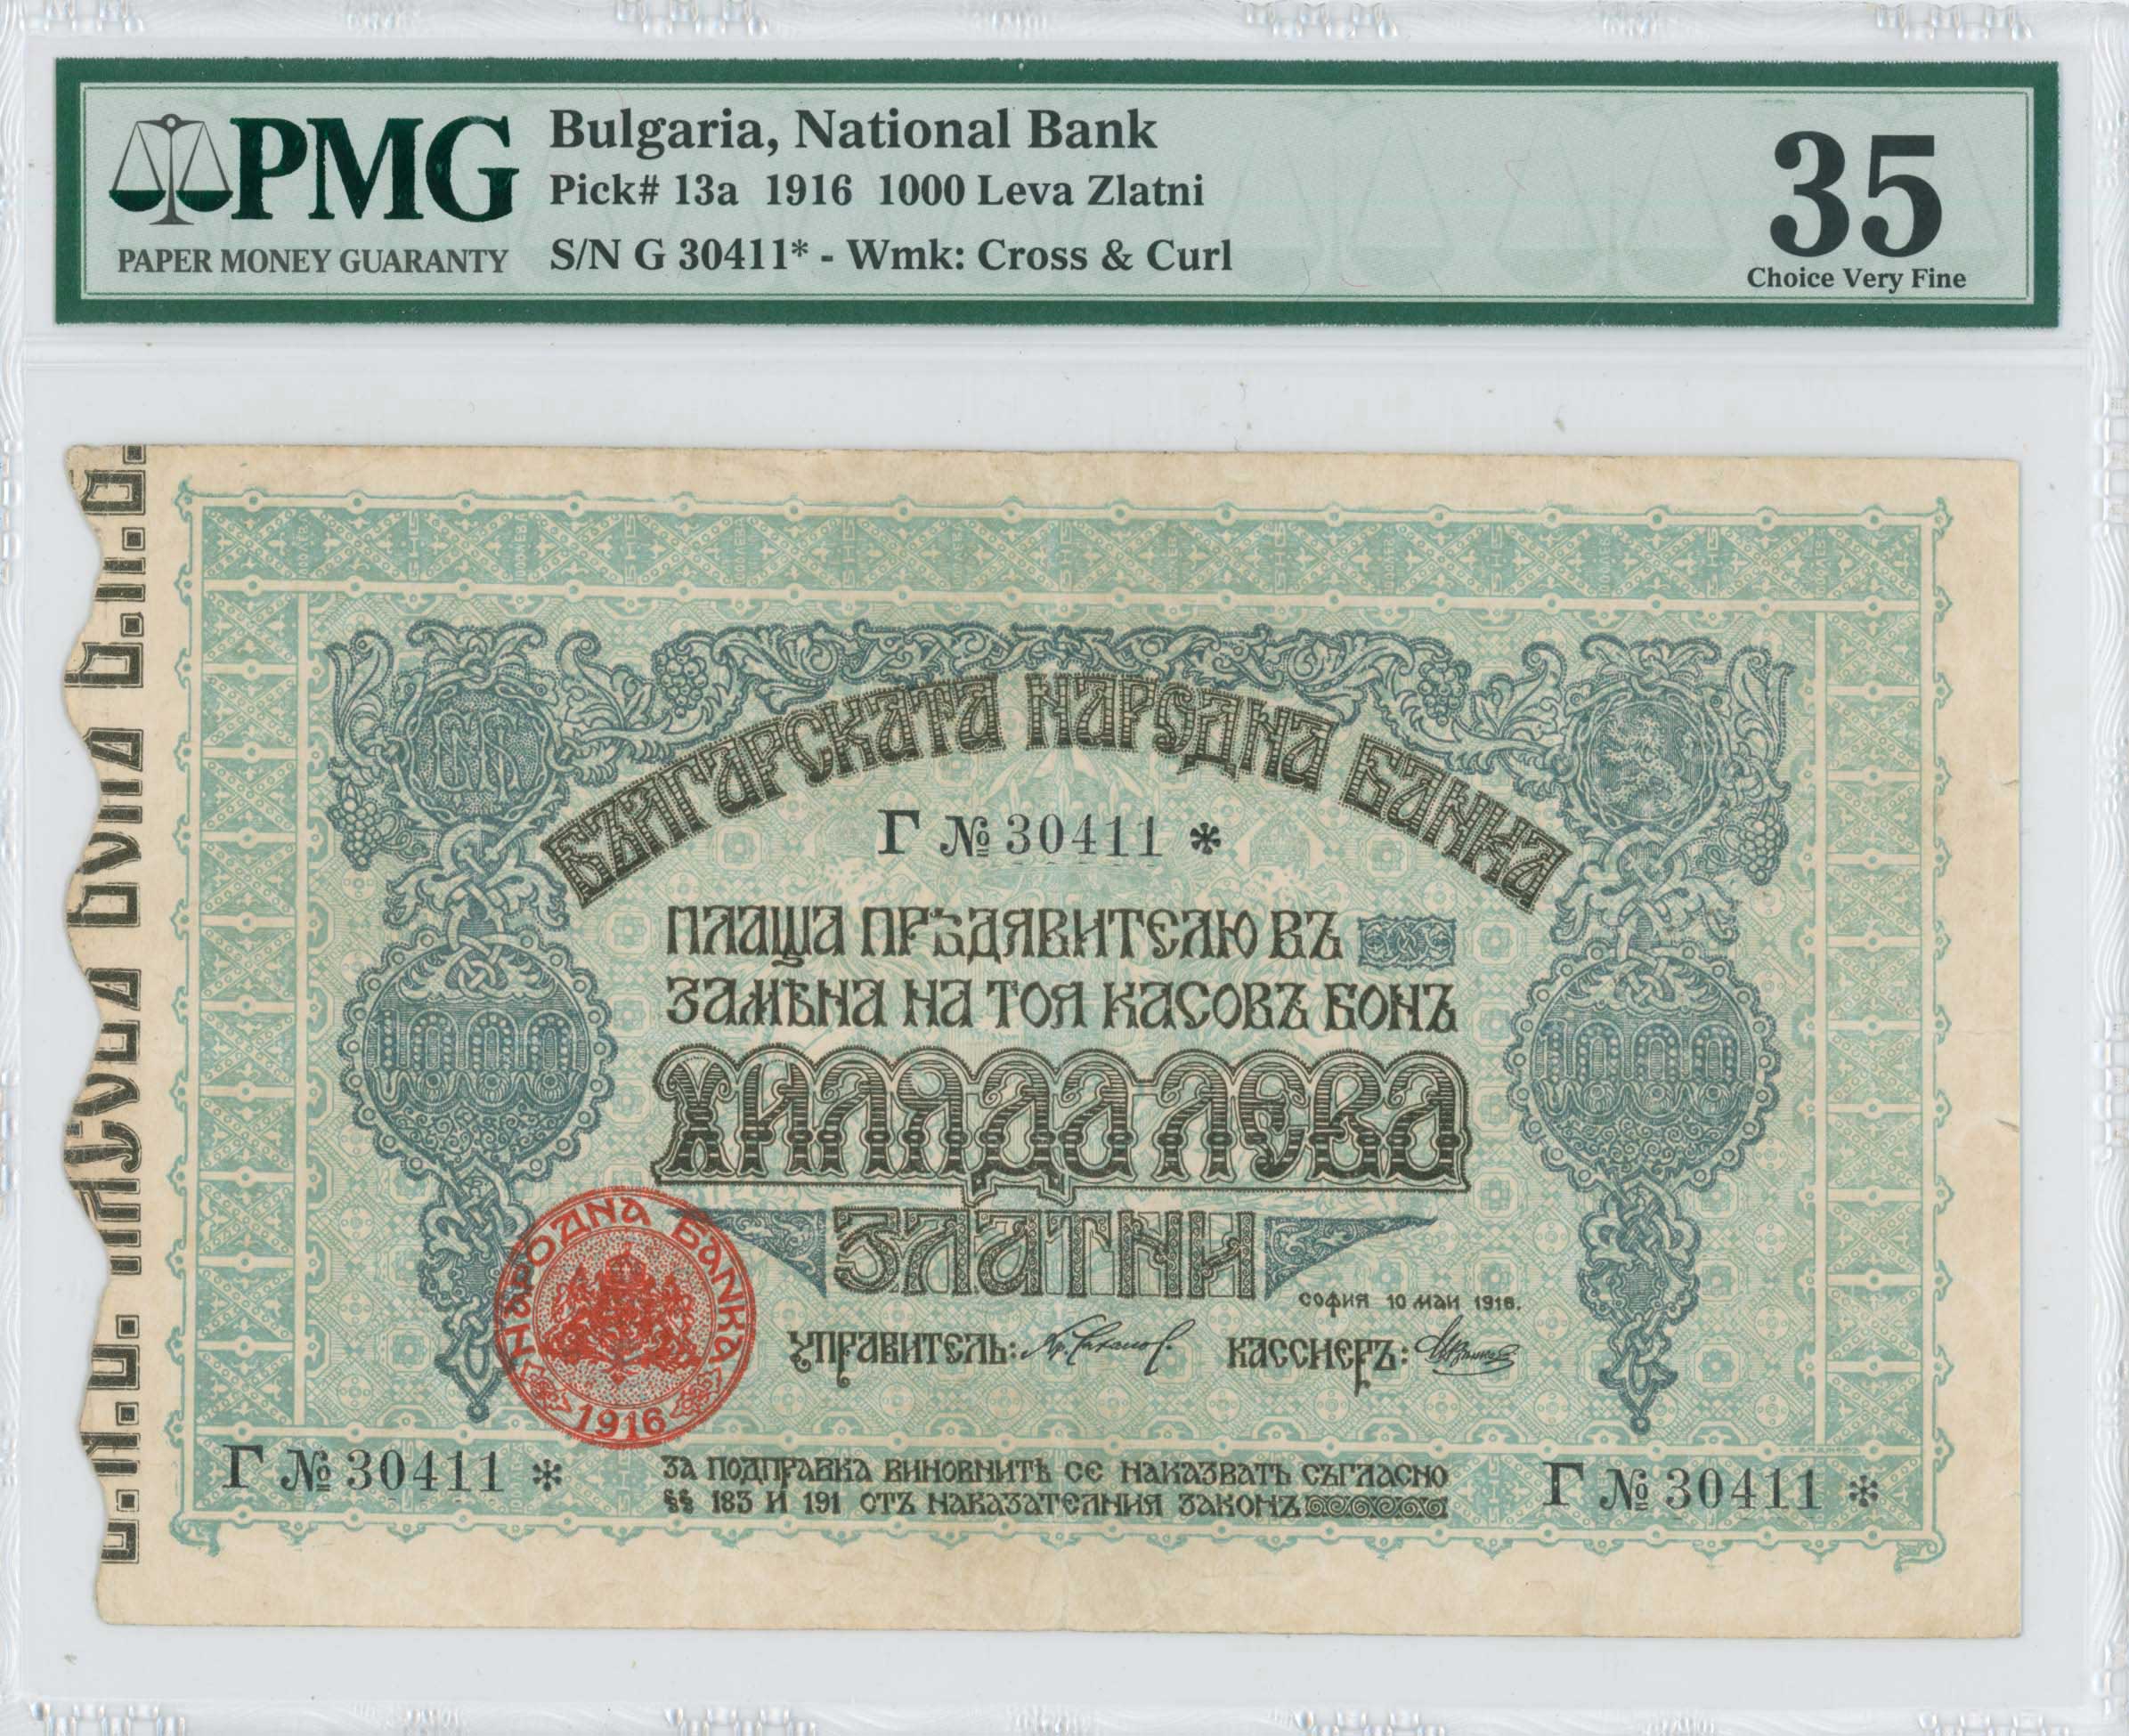 PMG
PAPER MONEY GUARANTY
Bulgaria, National Bank
Pick# 13a 1916 1000 Leva Zlatni
S/N G 30411* - Wmk: Cross & Curl
35
Choice Very Fine
БЪЛГАРСКАТА НАРОДНА БАНКА
Г № 30411 *
ПЛАЩА ПРѢДЯВИТЕЛЮ ВЪ
ЗАМѢНА НА ТОЯ КАСОВЪ БОНЪ
1000
1000
ХИЛЯДА ЛЕВА
ЗЛАТНИ
СОФИЯ 10 МАЙ 1916.
УПРАВИТЕЛЬ:
КАССИЕРЪ:
НАРОДНА БАНКА
1916
Г № 30411 *
ЗА ПОДПРАВКА ВИНОВНИТѢ СЕ НАКАЗВАТЪ СЪГЛАСНО
§§ 183 И 191 ОТЪ НАКАЗАТЕЛНИЯ ЗАКОНЪ
Г № 30411 *